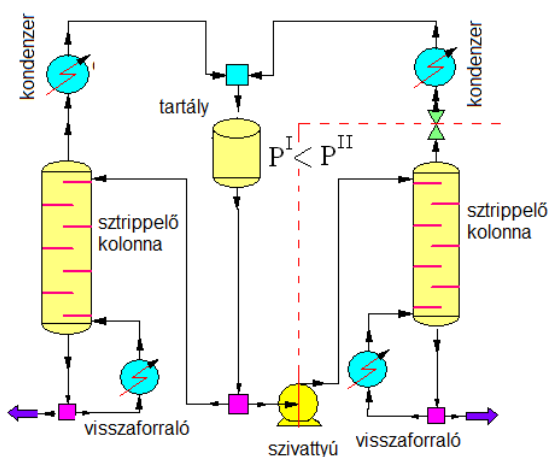 kondenzer
kondenzer
tartály
P^I < P^II
sztrippelő
kolonna
sztrippelő
kolonna
visszaforraló
szivattyú
visszaforraló